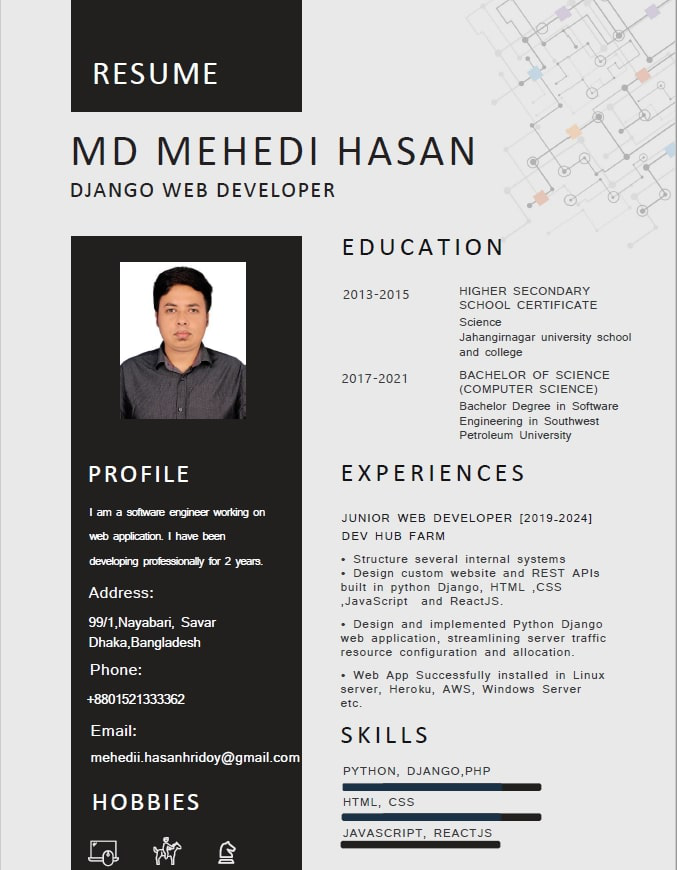 RESUME
MD MEHEDI HASAN
DJANGO WEB DEVELOPER
PROFILE
I am a software engineer working on
web application. I have been
developing professionally for 2 years.
Address:
99/1,Nayabari, Savar
Dhaka,Bangladesh
Phone:
+8801521333362
Email:
mehedii.hasanhridoy@gmail.com
HOBBIES
EDUCATION
2013-2015
HIGHER SECONDARY
SCHOOL CERTIFICATE
Science
Jahangirnagar university school
and college
2017-2021
BACHELOR OF SCIENCE
(COMPUTER SCIENCE)
Bachelor Degree in Software
Engineering in Southwest
Petroleum University
EXPERIENCES
JUNIOR WEB DEVELOPER [2019-2024]
DEV HUB FARM
• Structure several internal systems
• Design custom website and REST APIs
built in python Django, HTML ,CSS
,JavaScript and ReactJS.
• Design and implemented Python Django
web application, streamlining server traffic
resource configuration and allocation.
• Web App Successfully installed in Linux
server, Heroku, AWS, Windows Server
etc.
SKILLS
PYTHON, DJANGO,PHP
HTML, CSS
JAVASCRIPT, REACTJS